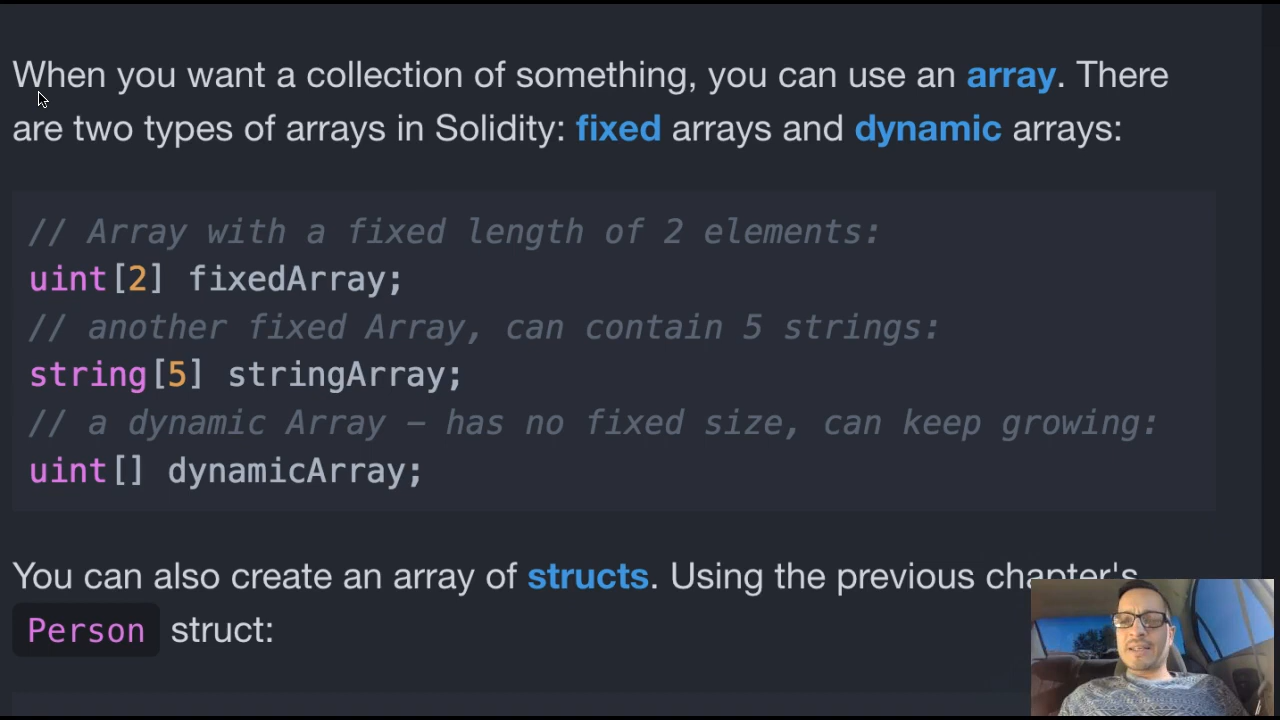 When you want a collection of something, you can use an array. There
are two types of arrays in Solidity: fixed arrays and dynamic arrays:
// Array with a fixed length of 2 elements:
uint[2] fixedArray;
// another fixed Array, can contain 5 strings:
string[5] stringArray;
// a dynamic Array – has no fixed size, can keep growing:
uint[] dynamicArray;
You can also create an array of structs. Using the previous chapter's
Person struct: